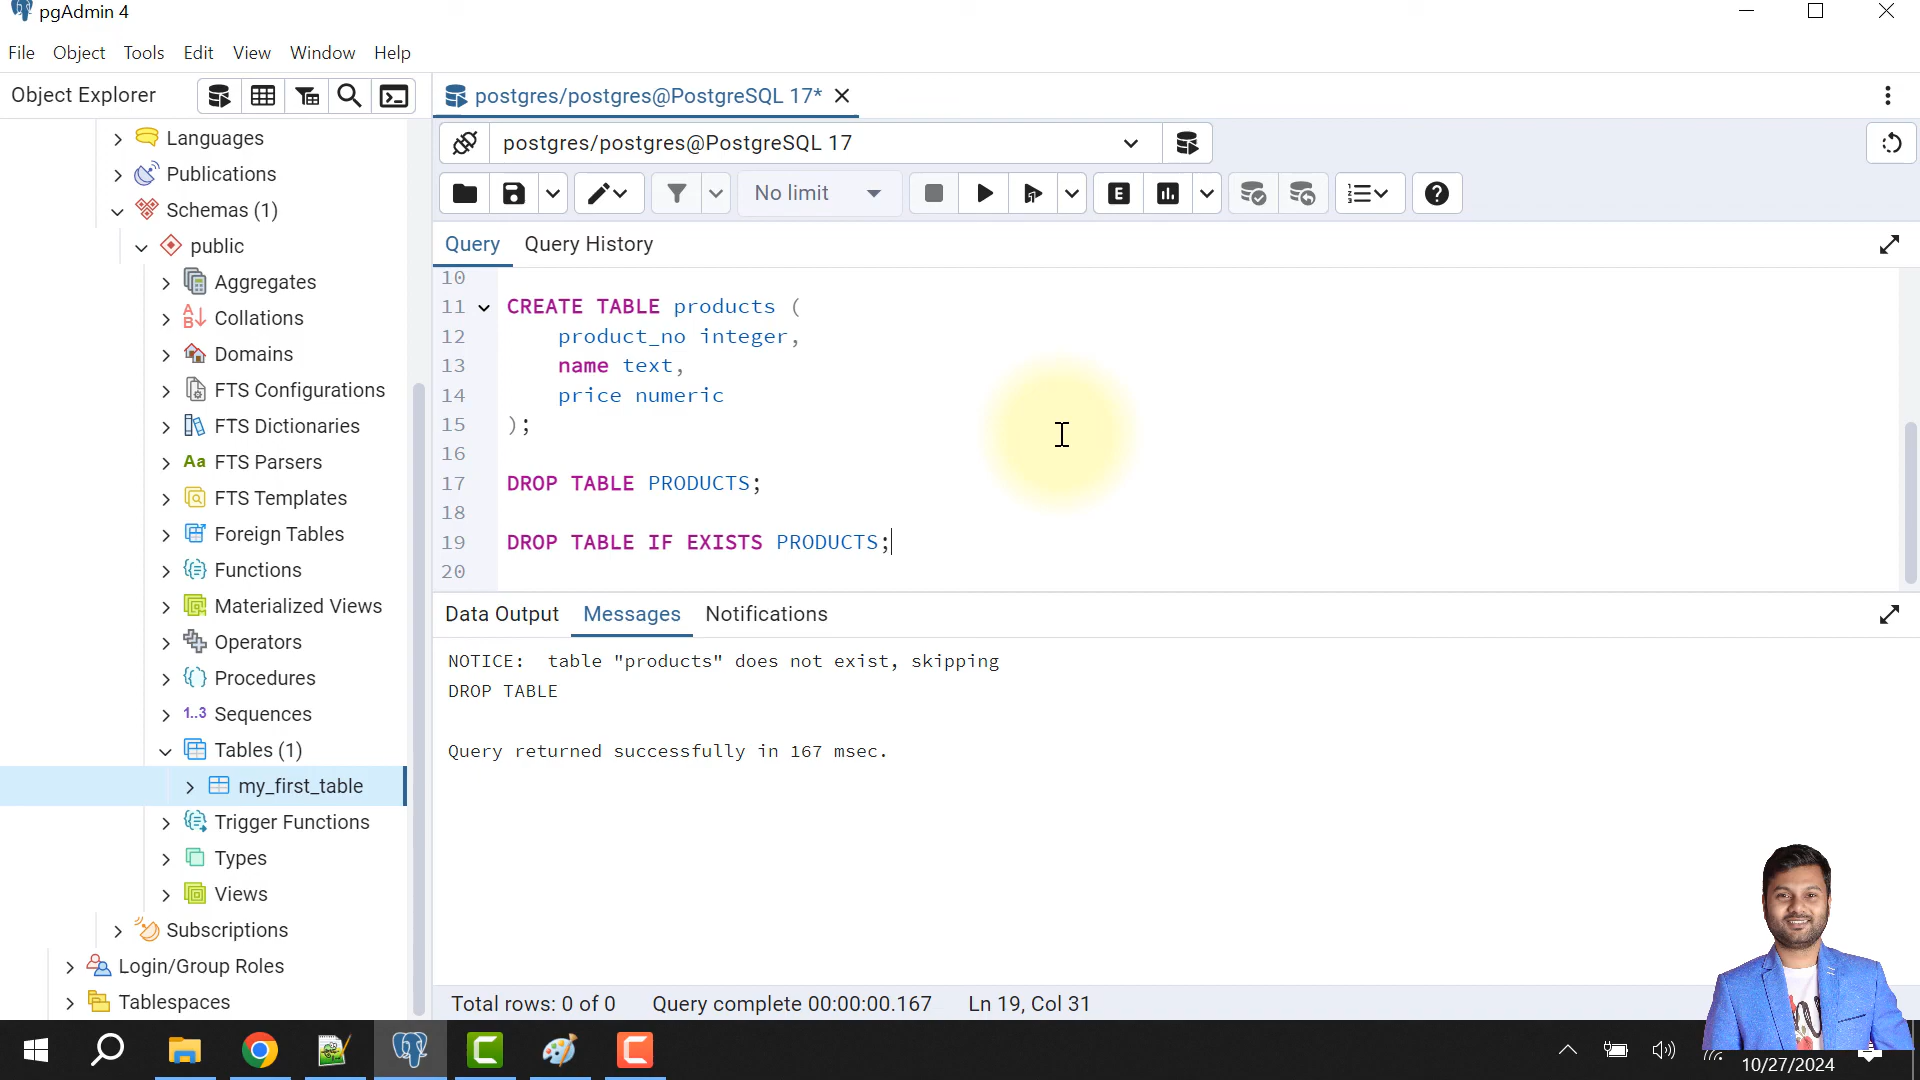 pgAdmin 4
File Object Tools Edit View Window Help
Object Explorer
postgres/postgres@PostgreSQL 17*
postgres/postgres@PostgreSQL 17
No limit
E
Query Query History
Languages
Publications
Schemas (1)
public
Aggregates
Collations
Domains
FTS Configurations
FTS Dictionaries
Aa FTS Parsers
FTS Templates
Foreign Tables
Functions
Materialized Views
Operators
Procedures
1..3 Sequences
Tables (1)
my_first_table
Trigger Functions
Types
Views
Subscriptions
Login/Group Roles
Tablespaces
10
11 CREATE TABLE products (
12 product_no integer,
13 name text,
14 price numeric
15 );
16
17 DROP TABLE PRODUCTS;
18
19 DROP TABLE IF EXISTS PRODUCTS;
20
Data Output Messages Notifications
NOTICE:  table "products" does not exist, skipping
DROP TABLE
Query returned successfully in 167 msec.
Total rows: 0 of 0 Query complete 00:00:00.167 Ln 19, Col 31
10/27/2024